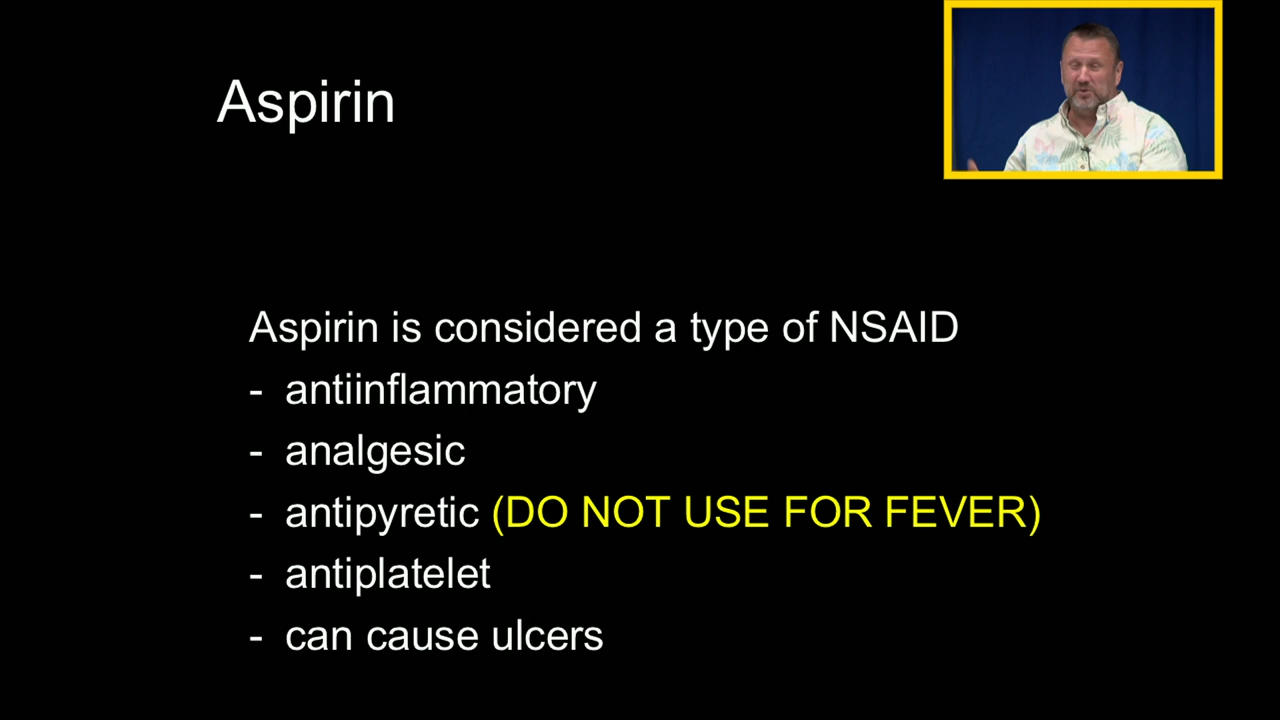 Aspirin
Aspirin is considered a type of NSAID
- antiinflammatory
- analgesic
- antipyretic (DO NOT USE FOR FEVER)
- antiplatelet
- can cause ulcers